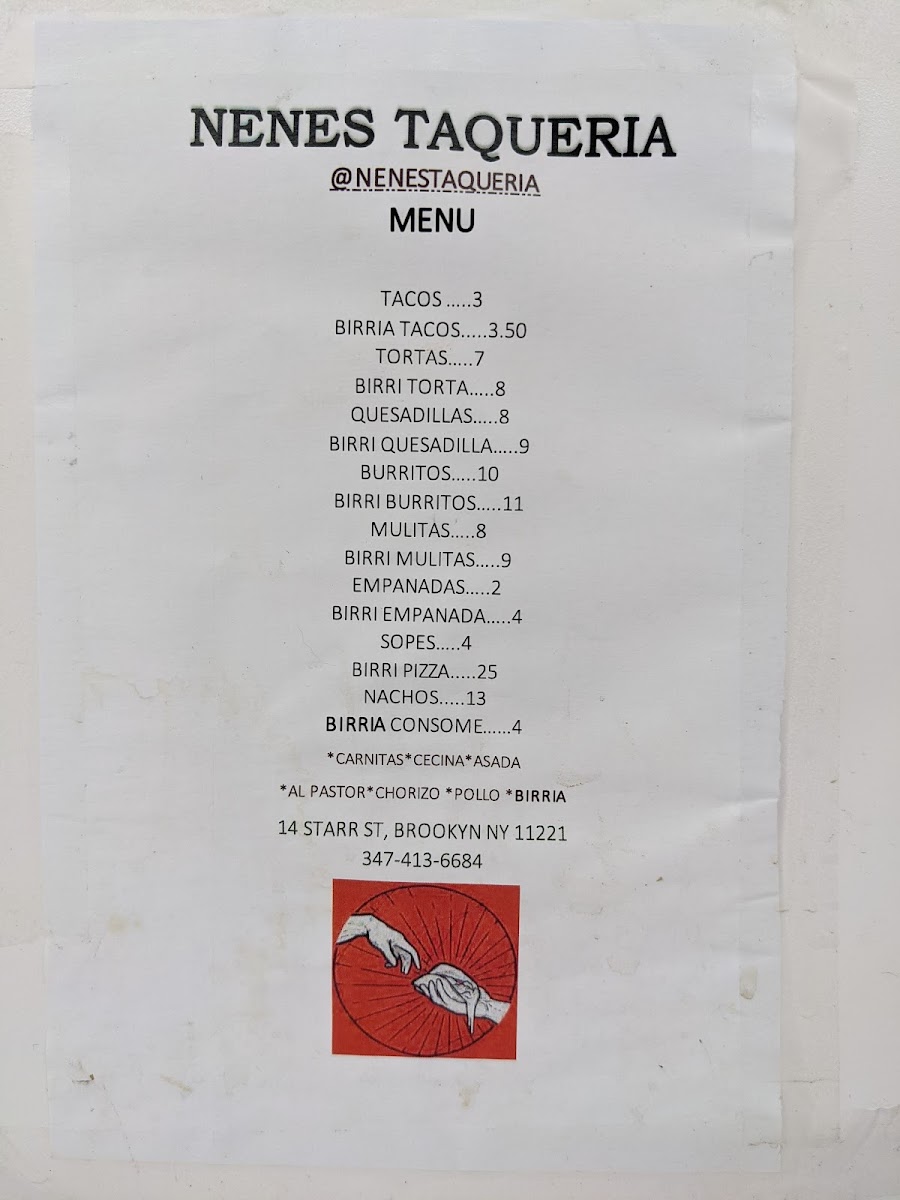 NENES TAQUERIA
@NENESTAQUERIA
MENU
TACOS .....3
BIRRIA TACOS.....3.50
TORTAS.....7
BIRRI TORTA.....8
QUESADILLAS.....8
BIRRI QUESADILLA.....9
BURRITOS.....10
BIRRI BURRITOS.....11
MULITAS.....8
BIRRI MULITAS.....9
EMPANADAS.....2
BIRRI EMPANADA.....4
SOPES.....4
BIRRI PIZZA.....25
NACHOS.....13
BIRRIA CONSOME......4
*CARNITAS*CECINA*ASADA
*AL PASTOR*CHORIZO *POLLO *BIRRIA
14 STARR ST, BROOKYN NY 11221
347-413-6684